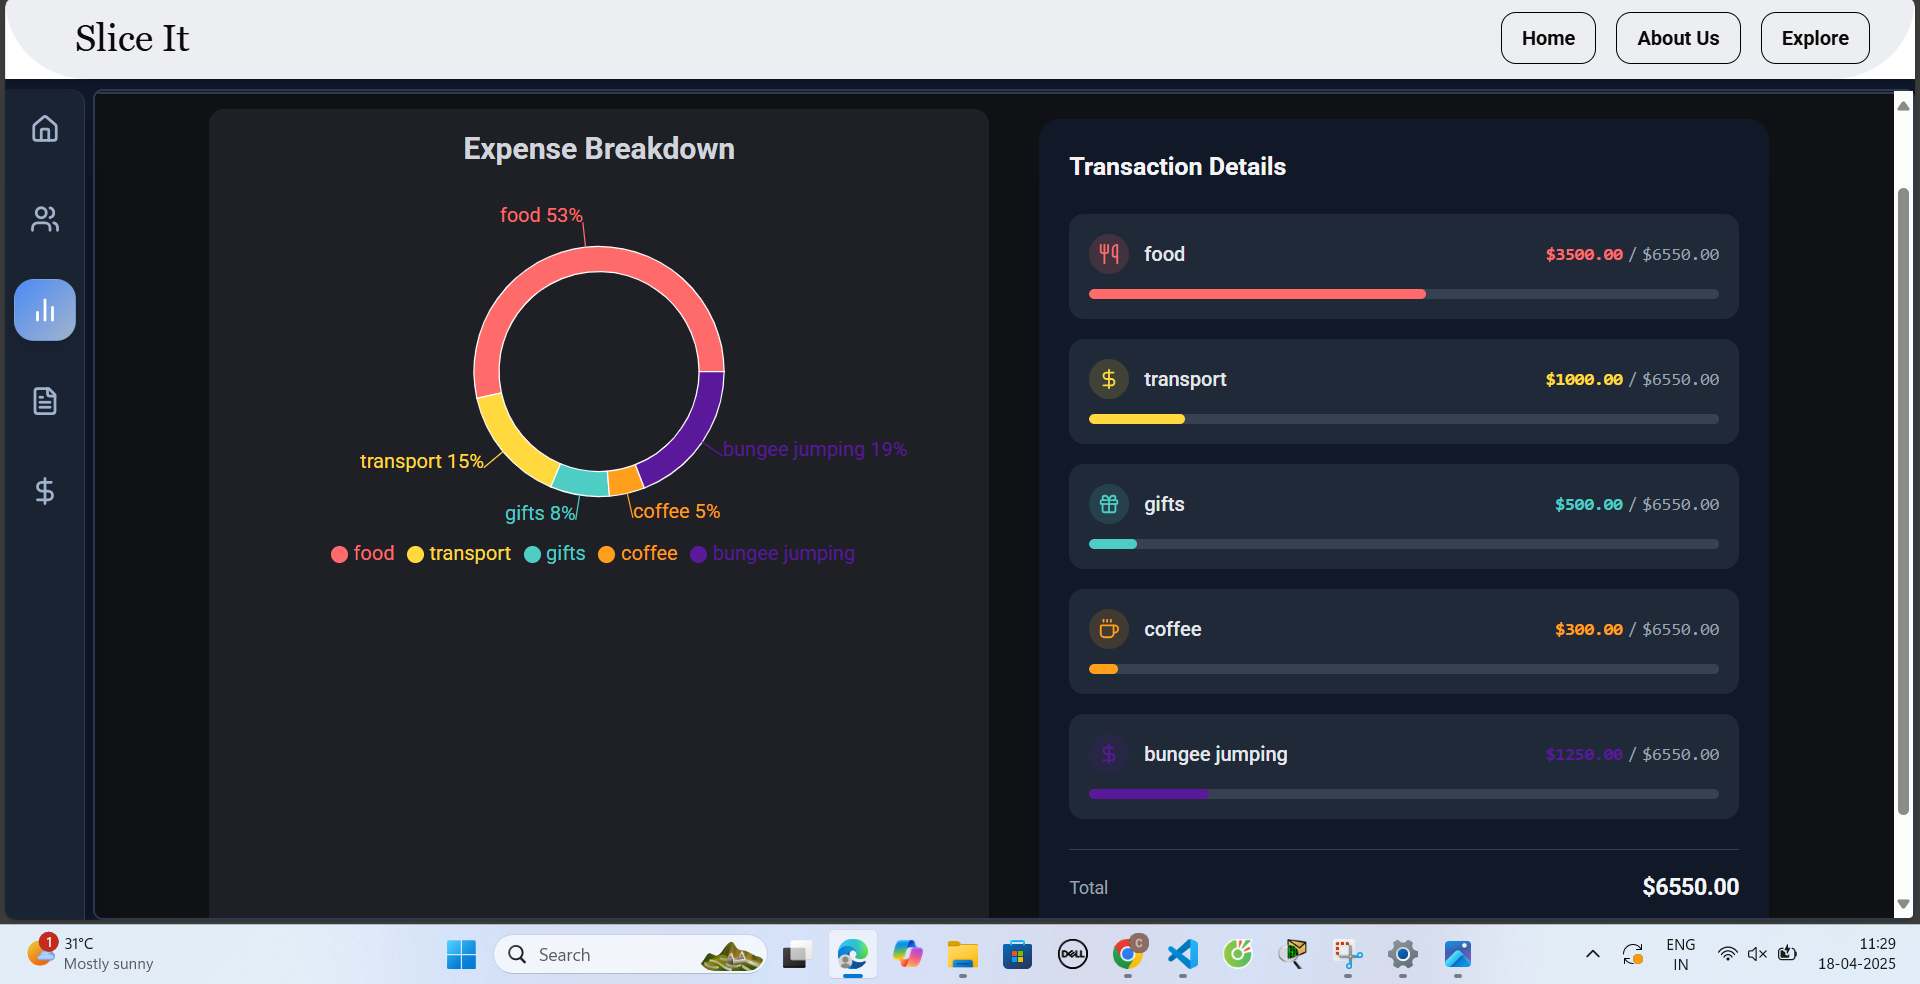 Slice It
Home
About Us
Explore
Expense Breakdown
food 53%
transport 15%
bungee jumping 19%
gifts 8%
coffee 5%
food transport gifts coffee bungee jumping
Transaction Details
food
$3500.00 / $6550.00
transport
$1000.00 / $6550.00
gifts
$500.00 / $6550.00
coffee
$300.00 / $6550.00
bungee jumping
$1250.00 / $6550.00
Total
$6550.00
1
31°C
Mostly sunny
Search
DELL
C
ENG
IN
11:29
18-04-2025